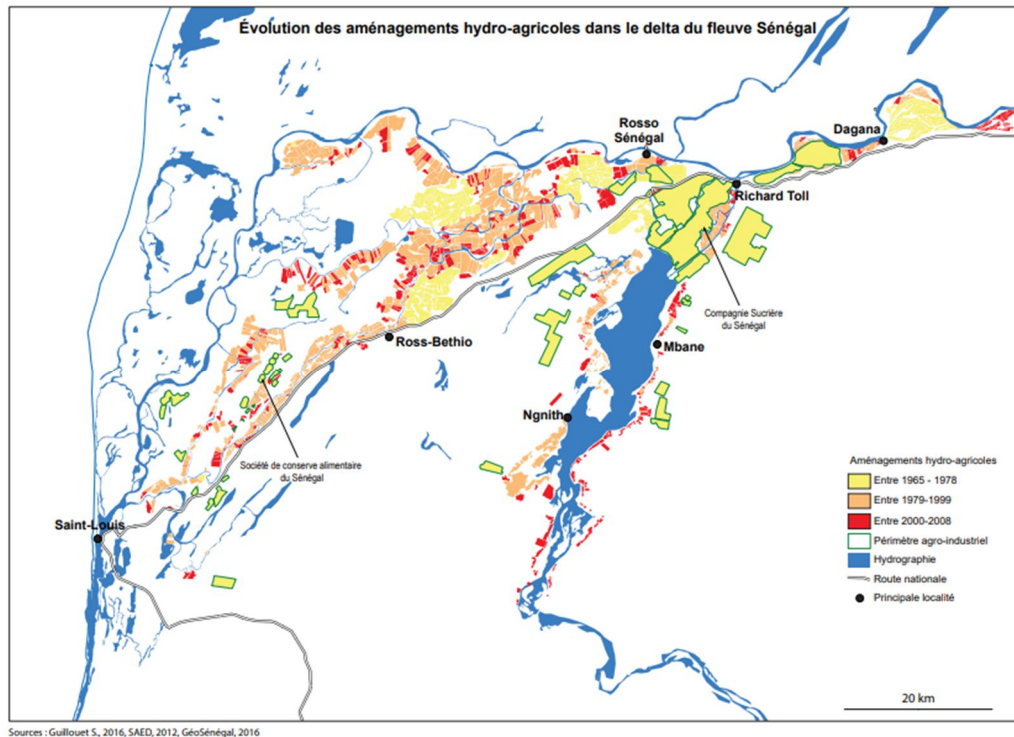 Évolution des aménagements hydro-agricoles dans le delta du fleuve Sénégal
Rosso
Sénégal
Dagana
Richard Toll
Compagnie Sucrière
du Sénégal
Ross-Bethio
Mbane
Ngnith
Société de conserve alimentaire
du Sénégal
Saint-Louis
Aménagements hydro-agricoles
Entre 1965 - 1978
Entre 1979-1999
Entre 2000-2008
Périmètre agro-industriel
Hydrographie
Route nationale
Principale localité
20 km
Sources : Guillouet S., 2016, SAED, 2012, GéoSénégal, 2016